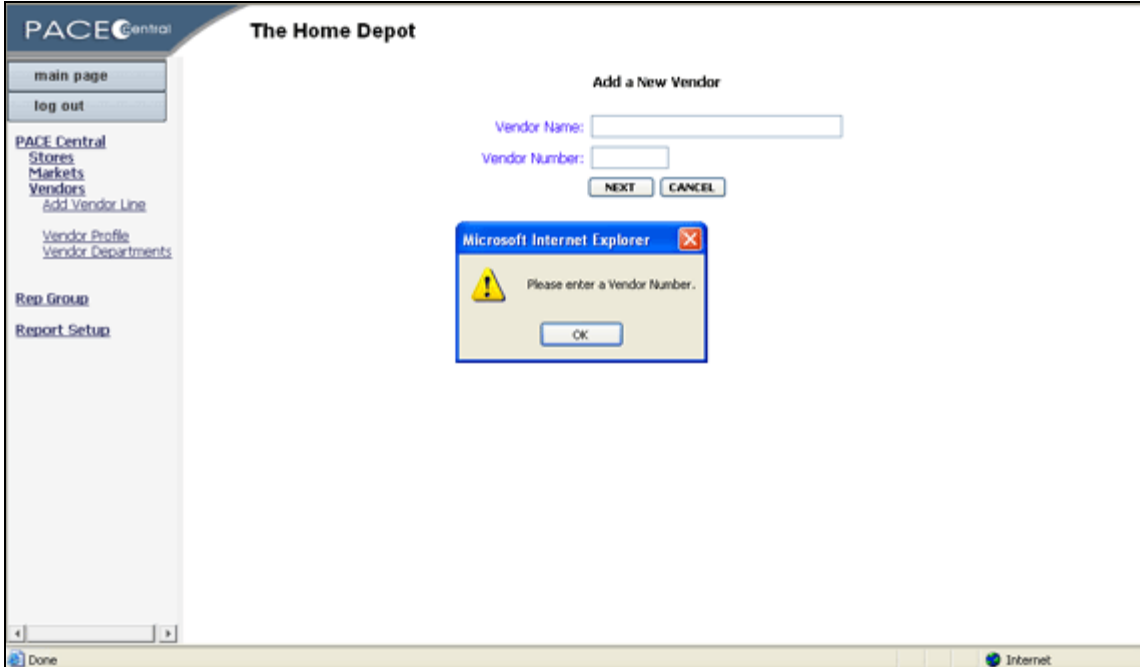 PACE Central
The Home Depot
main page
log out
PACE Central
Stores
Markets
Vendors
Add Vendor Line
Vendor Profile
Vendor Departments
Rep Group
Report Setup
Add a New Vendor
Vendor Name:
Vendor Number:
NEXT CANCEL
Microsoft Internet Explorer
Please enter a Vendor Number.
OK
Done
Internet